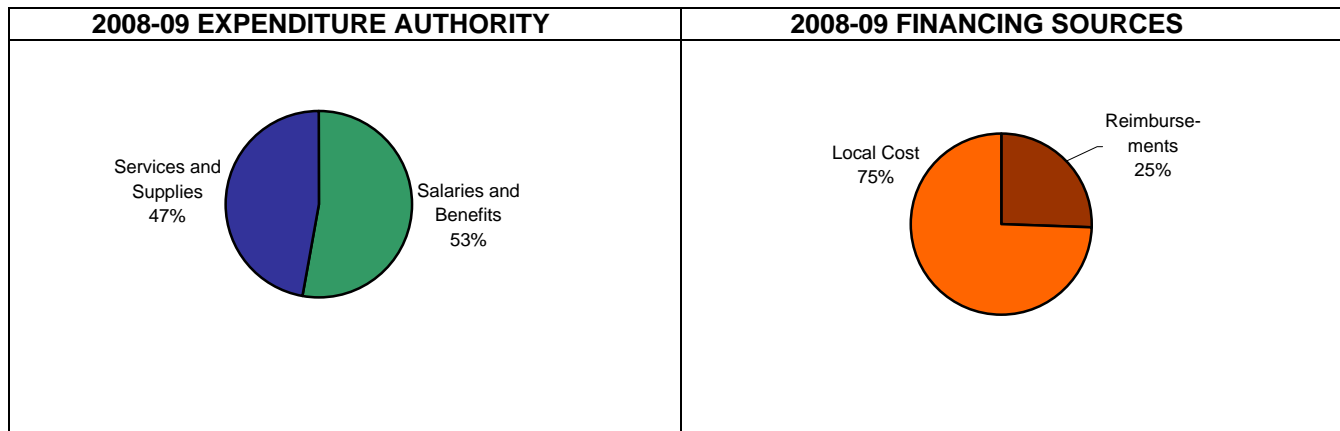 2008-09 EXPENDITURE AUTHORITY
2008-09 FINANCING SOURCES
Services and
Supplies
47%
Salaries and
Benefits
53%
Local Cost
75%
Reimburse-
ments
25%